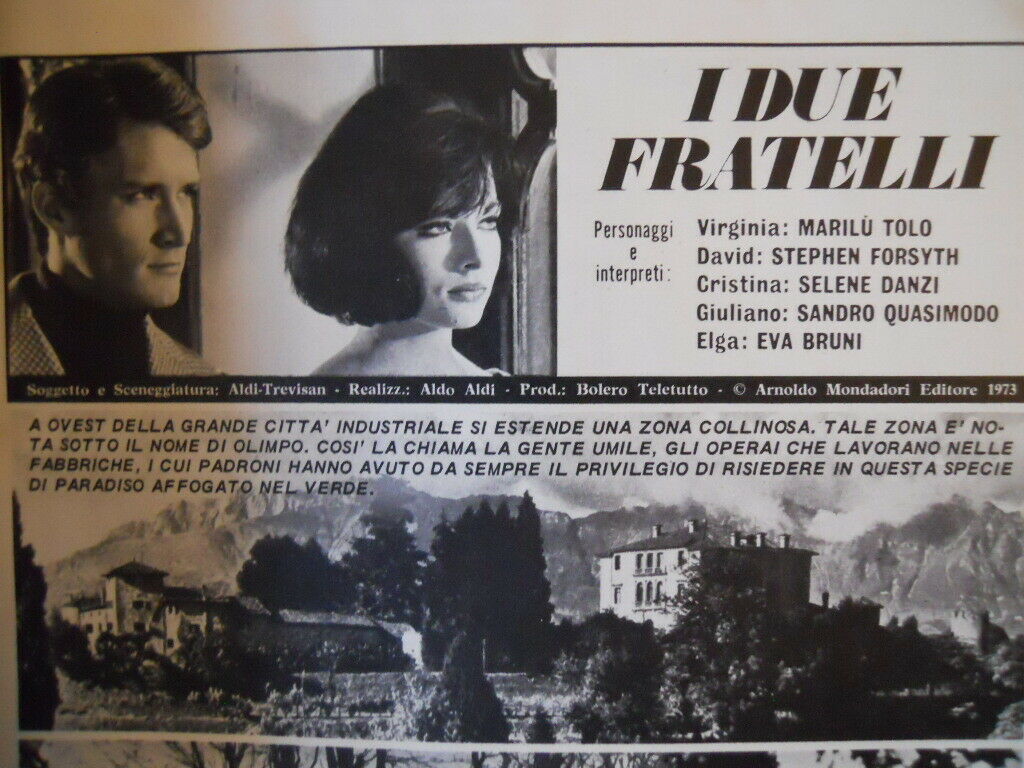 I DUE
FRATELLI
Personaggi
e
interpreti:
Virginia: MARILÙ TOLO
David: STEPHEN FORSYTH
Cristina: SELENE DANZI
Giuliano: SANDRO QUASIMODO
Elga: EVA BRUNI
Soggetto e Sceneggiatura: Aldi-Trevisan - Realizz.: Aldo Aldi - Prod.: Bolero Teletutto - © Arnoldo Mondadori Editore 1973
A OVEST DELLA GRANDE CITTA' INDUSTRIALE SI ESTENDE UNA ZONA COLLINOSA. TALE ZONA E' NO-
TA SOTTO IL NOME DI OLIMPO. COSI' LA CHIAMA LA GENTE UMILE, GLI OPERAI CHE LAVORANO NELLE
FABBRICHE, I CUI PADRONI HANNO AVUTO DA SEMPRE IL PRIVILEGIO DI RISIEDERE IN QUESTA SPECIE
DI PARADISO AFFOGATO NEL VERDE.